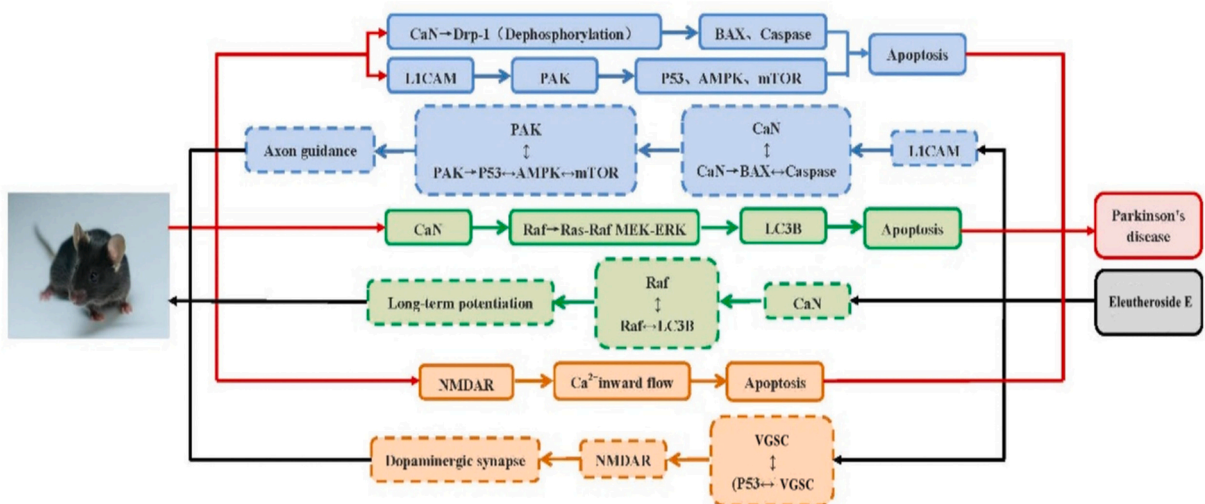 CaN→Drp-1（Dephosphorylation）
BAX、Caspase
Apoptosis
L1CAM
PAK
P53、AMPK、mTOR
Axon guidance
PAK
↕
PAK→P53↔AMPK↔mTOR
CaN
↕
CaN→BAX↔Caspase
L1CAM
CaN
Raf→Ras-Raf MEK-ERK
LC3B
Apoptosis
Parkinson's
disease
Long-term potentiation
Raf
↕
Raf↔LC3B
CaN
Eleutheroside E
NMDAR
Ca²⁻inward flow
Apoptosis
Dopaminergic synapse
NMDAR
VGSC
↕
(P53↔ VGSC